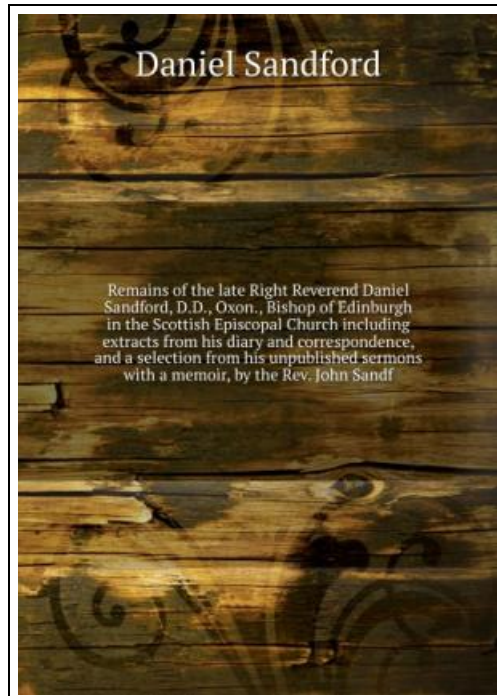 Daniel Sandford
Remains of the late Right Reverend Daniel
Sandford, D.D., Oxon., Bishop of Edinburgh
in the Scottish Episcopal Church including
extracts from his diary and correspondence,
and a selection from his unpublished sermons
with a memoir, by the Rev. John Sandf